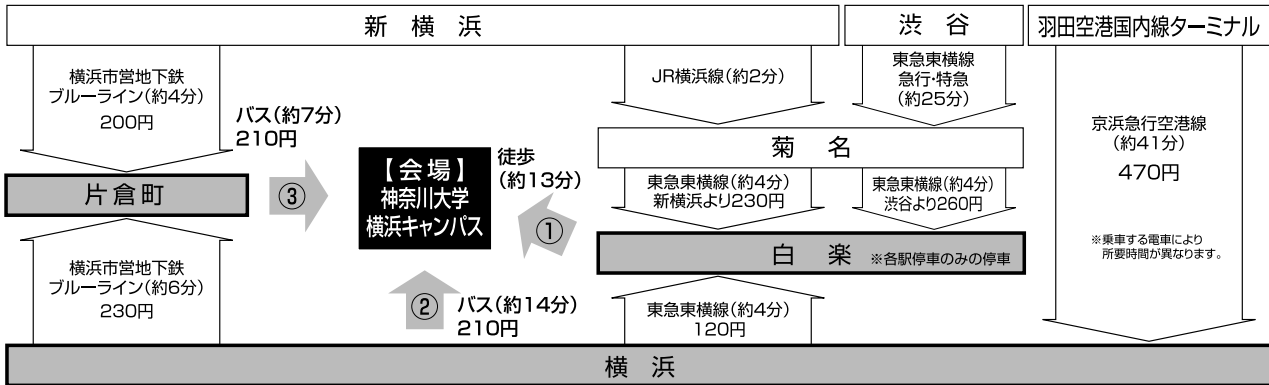 新横浜
渋谷
羽田空港国内線ターミナル
横浜市営地下鉄
ブルーライン(約4分)
200円
バス(約7分)
210円
JR横浜線(約2分)
東急東横線
急行・特急
(約25分)
京浜急行空港線
(約41分)
470円
※乗車する電車により
所要時間が異なります。
菊名
片倉町
③
【会場】
神奈川大学
横浜キャンパス
徒歩
(約13分)
①
東急東横線(約4分)
新横浜より230円
東急東横線(約4分)
渋谷より260円
白楽 ※各駅停車のみの停車
横浜市営地下鉄
ブルーライン(約6分)
230円
②
バス(約14分)
210円
東急東横線(約4分)
120円
横浜